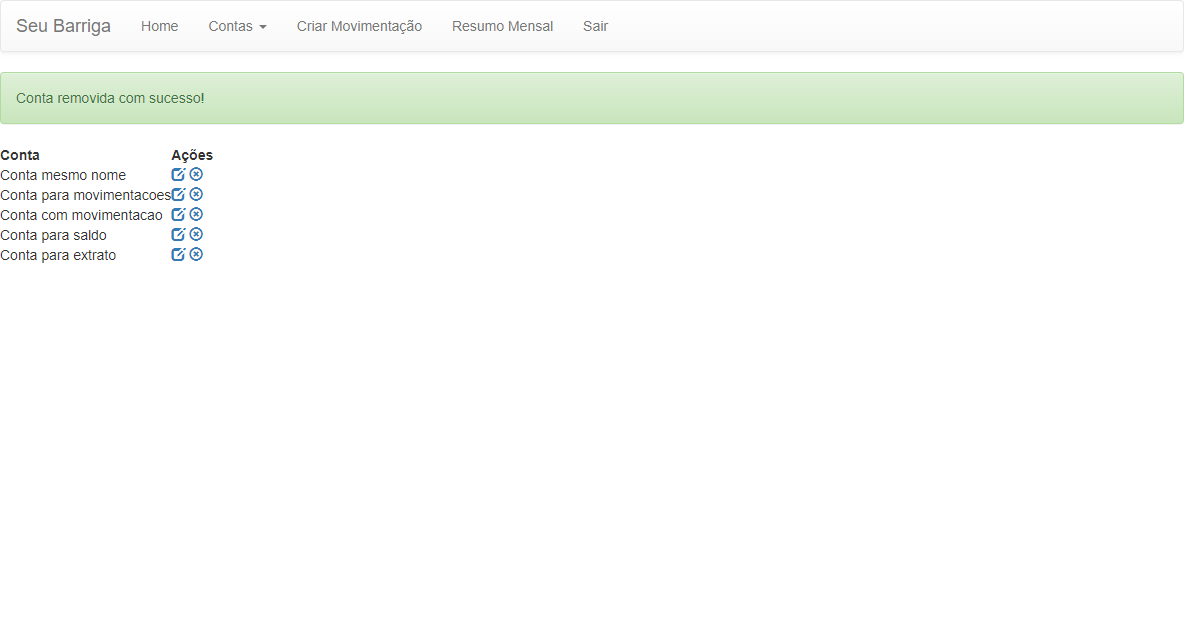 Seu Barriga Home Contas Criar Movimentação Resumo Mensal Sair
Conta removida com sucesso!
Conta Ações
Conta mesmo nome
Conta para movimentacoes
Conta com movimentacao
Conta para saldo
Conta para extrato